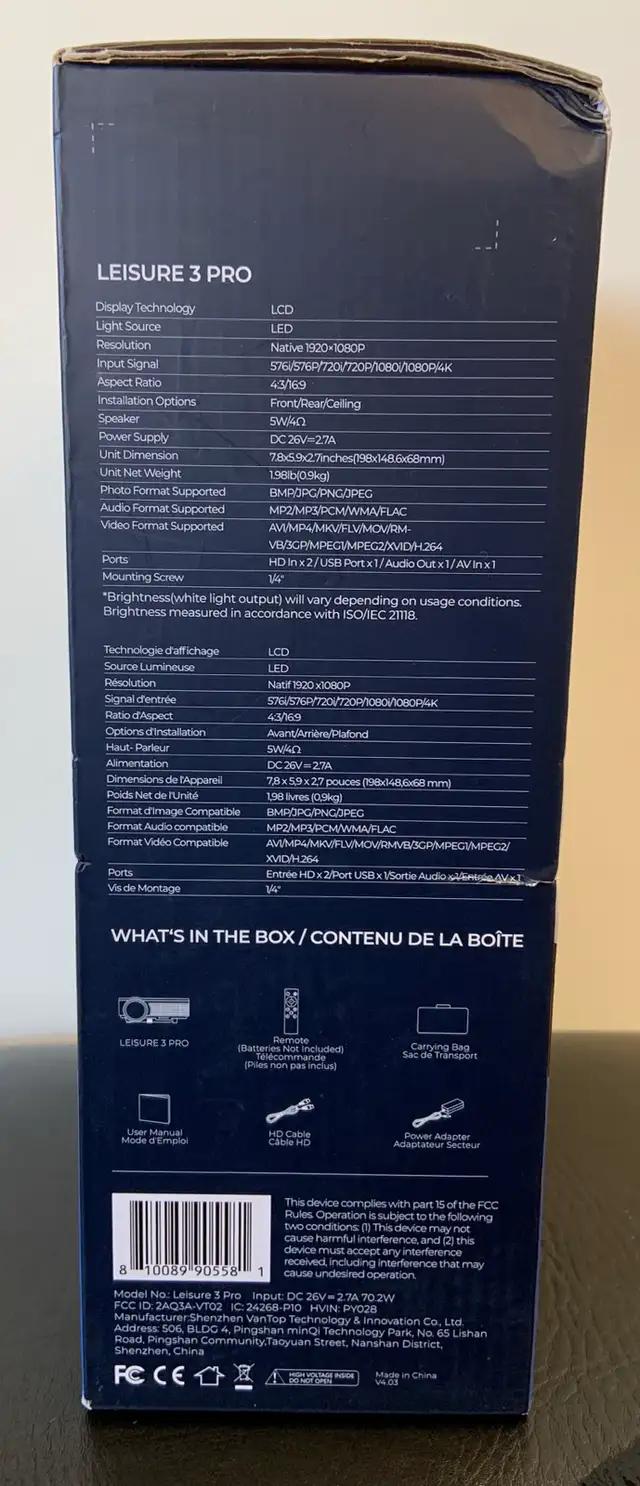 LEISURE 3 PRO
Display Technology LCD
Light Source LED
Resolution Native 1920×1080P
Input Signal 576i/576P/720i/720P/1080i/1080P/4K
Aspect Ratio 4:3/16:9
Installation Options Front/Rear/Ceiling
Speaker 5W/4Ω
Power Supply DC 26V⎓2.7A
Unit Dimension 7.8x5.9x2.7inches(198x148.6x68mm)
Unit Net Weight 1.98lb(0.9kg)
Photo Format Supported BMP/JPG/PNG/JPEG
Audio Format Supported MP2/MP3/PCM/WMA/FLAC
Video Format Supported AVI/MP4/MKV/FLV/MOV/RM-
VB/3GP/MPEG1/MPEG2/XVID/H.264
Ports HD In x 2 / USB Port x 1 / Audio Out x 1 / AV In x 1
Mounting Screw 1/4"
*Brightness(white light output) will vary depending on usage conditions.
Brightness measured in accordance with ISO/IEC 21118.
Technologie d'affichage LCD
Source Lumineuse LED
Résolution Natif 1920 x1080P
Signal d'entrée 576i/576P/720i/720P/1080i/1080P/4K
Ratio d'Aspect 4:3/16:9
Options d'Installation Avant/Arrière/Plafond
Haut- Parleur 5W/4Ω
Alimentation DC 26V⎓2.7A
Dimensions de l'Appareil 7,8 x 5,9 x 2,7 pouces (198x148,6x68 mm)
Poids Net de l'Unité 1,98 livres (0,9kg)
Format d'Image Compatible BMP/JPG/PNG/JPEG
Format Audio compatible MP2/MP3/PCM/WMA/FLAC
Format Vidéo Compatible AVI/MP4/MKV/FLV/MOV/RMVB/3GP/MPEG1/MPEG2/
XVID/H.264
Ports Entrée HD x 2/Port USB x 1/Sortie Audio x 1/Entrée AV x 1
Vis de Montage 1/4"
WHAT'S IN THE BOX / CONTENU DE LA BOÎTE
LEISURE 3 PRO
Remote
(Batteries Not Included)
Télécommande
(Piles non pas inclus)
Carrying Bag
Sac de Transport
User Manual
Mode d'Emploi
HD Cable
Câble HD
Power Adapter
Adaptateur Secteur
8 10089 90558 1
This device complies with part 15 of the FCC
Rules. Operation is subject to the following
two conditions: (1) This device may not
cause harmful interference, and (2) this
device must accept any interference
received, including interference that may
cause undesired operation.
Model No.: Leisure 3 Pro Input: DC 26V⎓2.7A 70.2W
FCC ID: 2AQ3A-VT02 IC: 24268-P10 HVIN: PY028
Manufacturer:Shenzhen VanTop Technology & Innovation Co., Ltd.
Address: 506, BLDG 4, Pingshan minQi Technology Park, No. 65 Lishan
Road, Pingshan Community,Taoyuan Street, Nanshan District,
Shenzhen, China
FC CE
HIGH VOLTAGE INSIDE
DO NOT OPEN
Made in China
V4.03